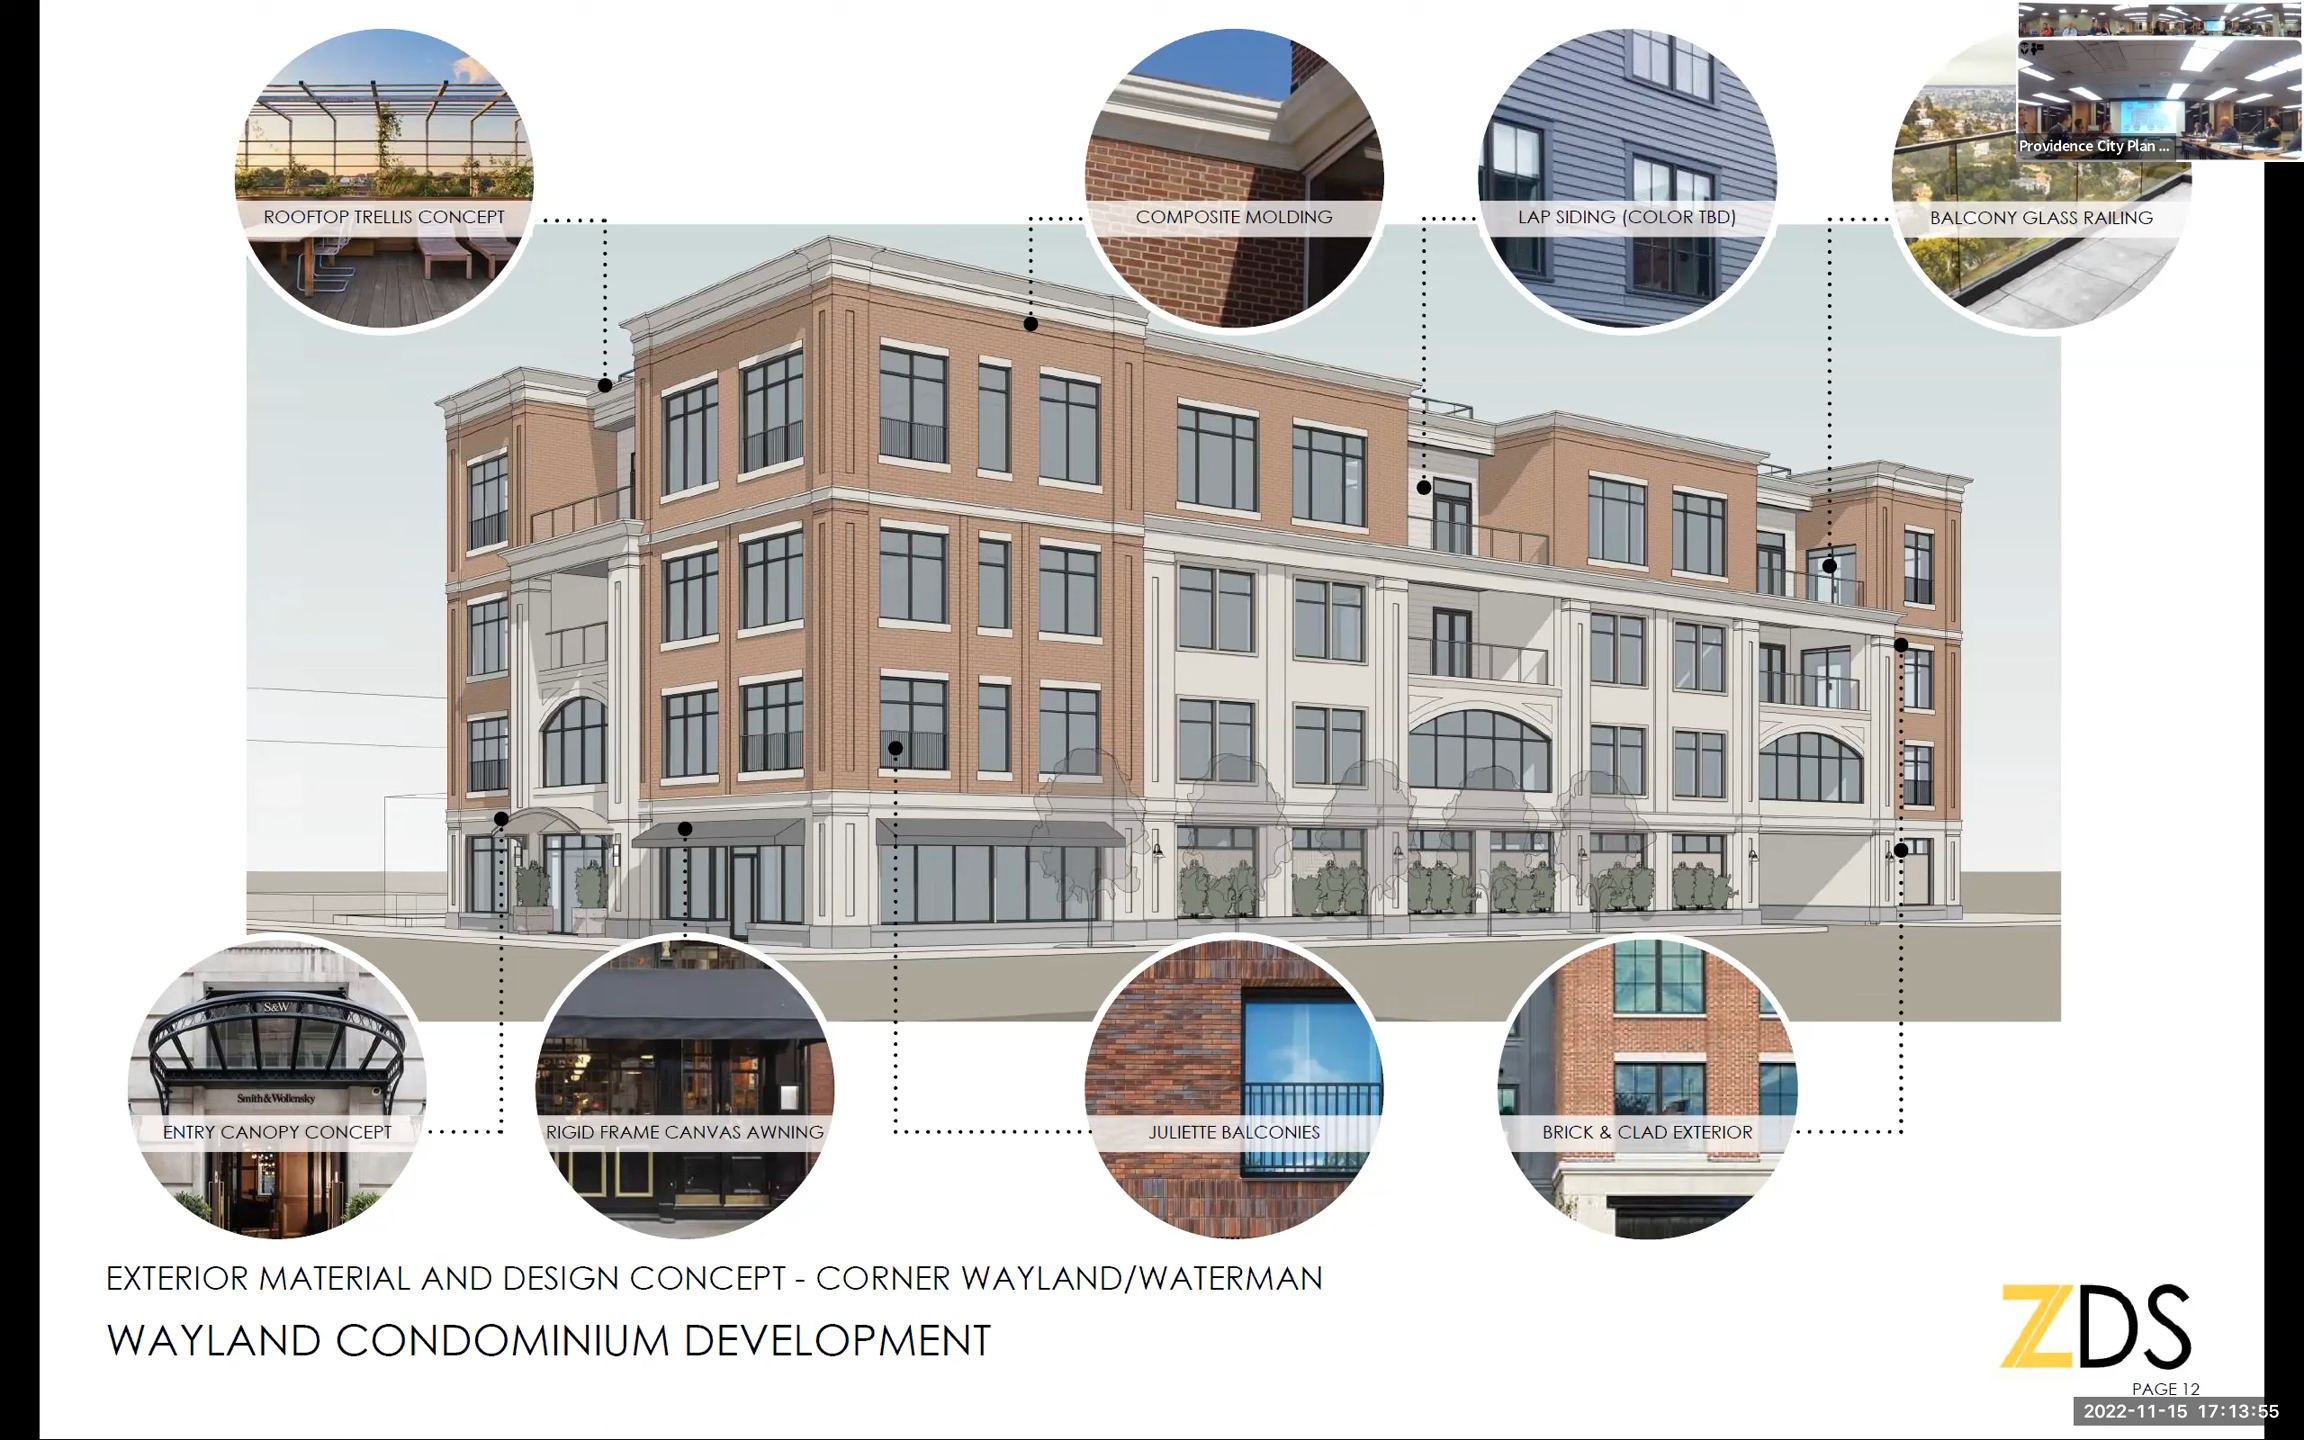 Providence City Plan ...
ROOFTOP TRELLIS CONCEPT
COMPOSITE MOLDING
LAP SIDING (COLOR TBD)
BALCONY GLASS RAILING
S&W
Smith & Wollensky
ENTRY CANOPY CONCEPT
RIGID FRAME CANVAS AWNING
JULIETTE BALCONIES
BRICK & CLAD EXTERIOR
EXTERIOR MATERIAL AND DESIGN CONCEPT - CORNER WAYLAND/WATERMAN
WAYLAND CONDOMINIUM DEVELOPMENT
ZDS
PAGE 12
2022-11-15 17:13:55